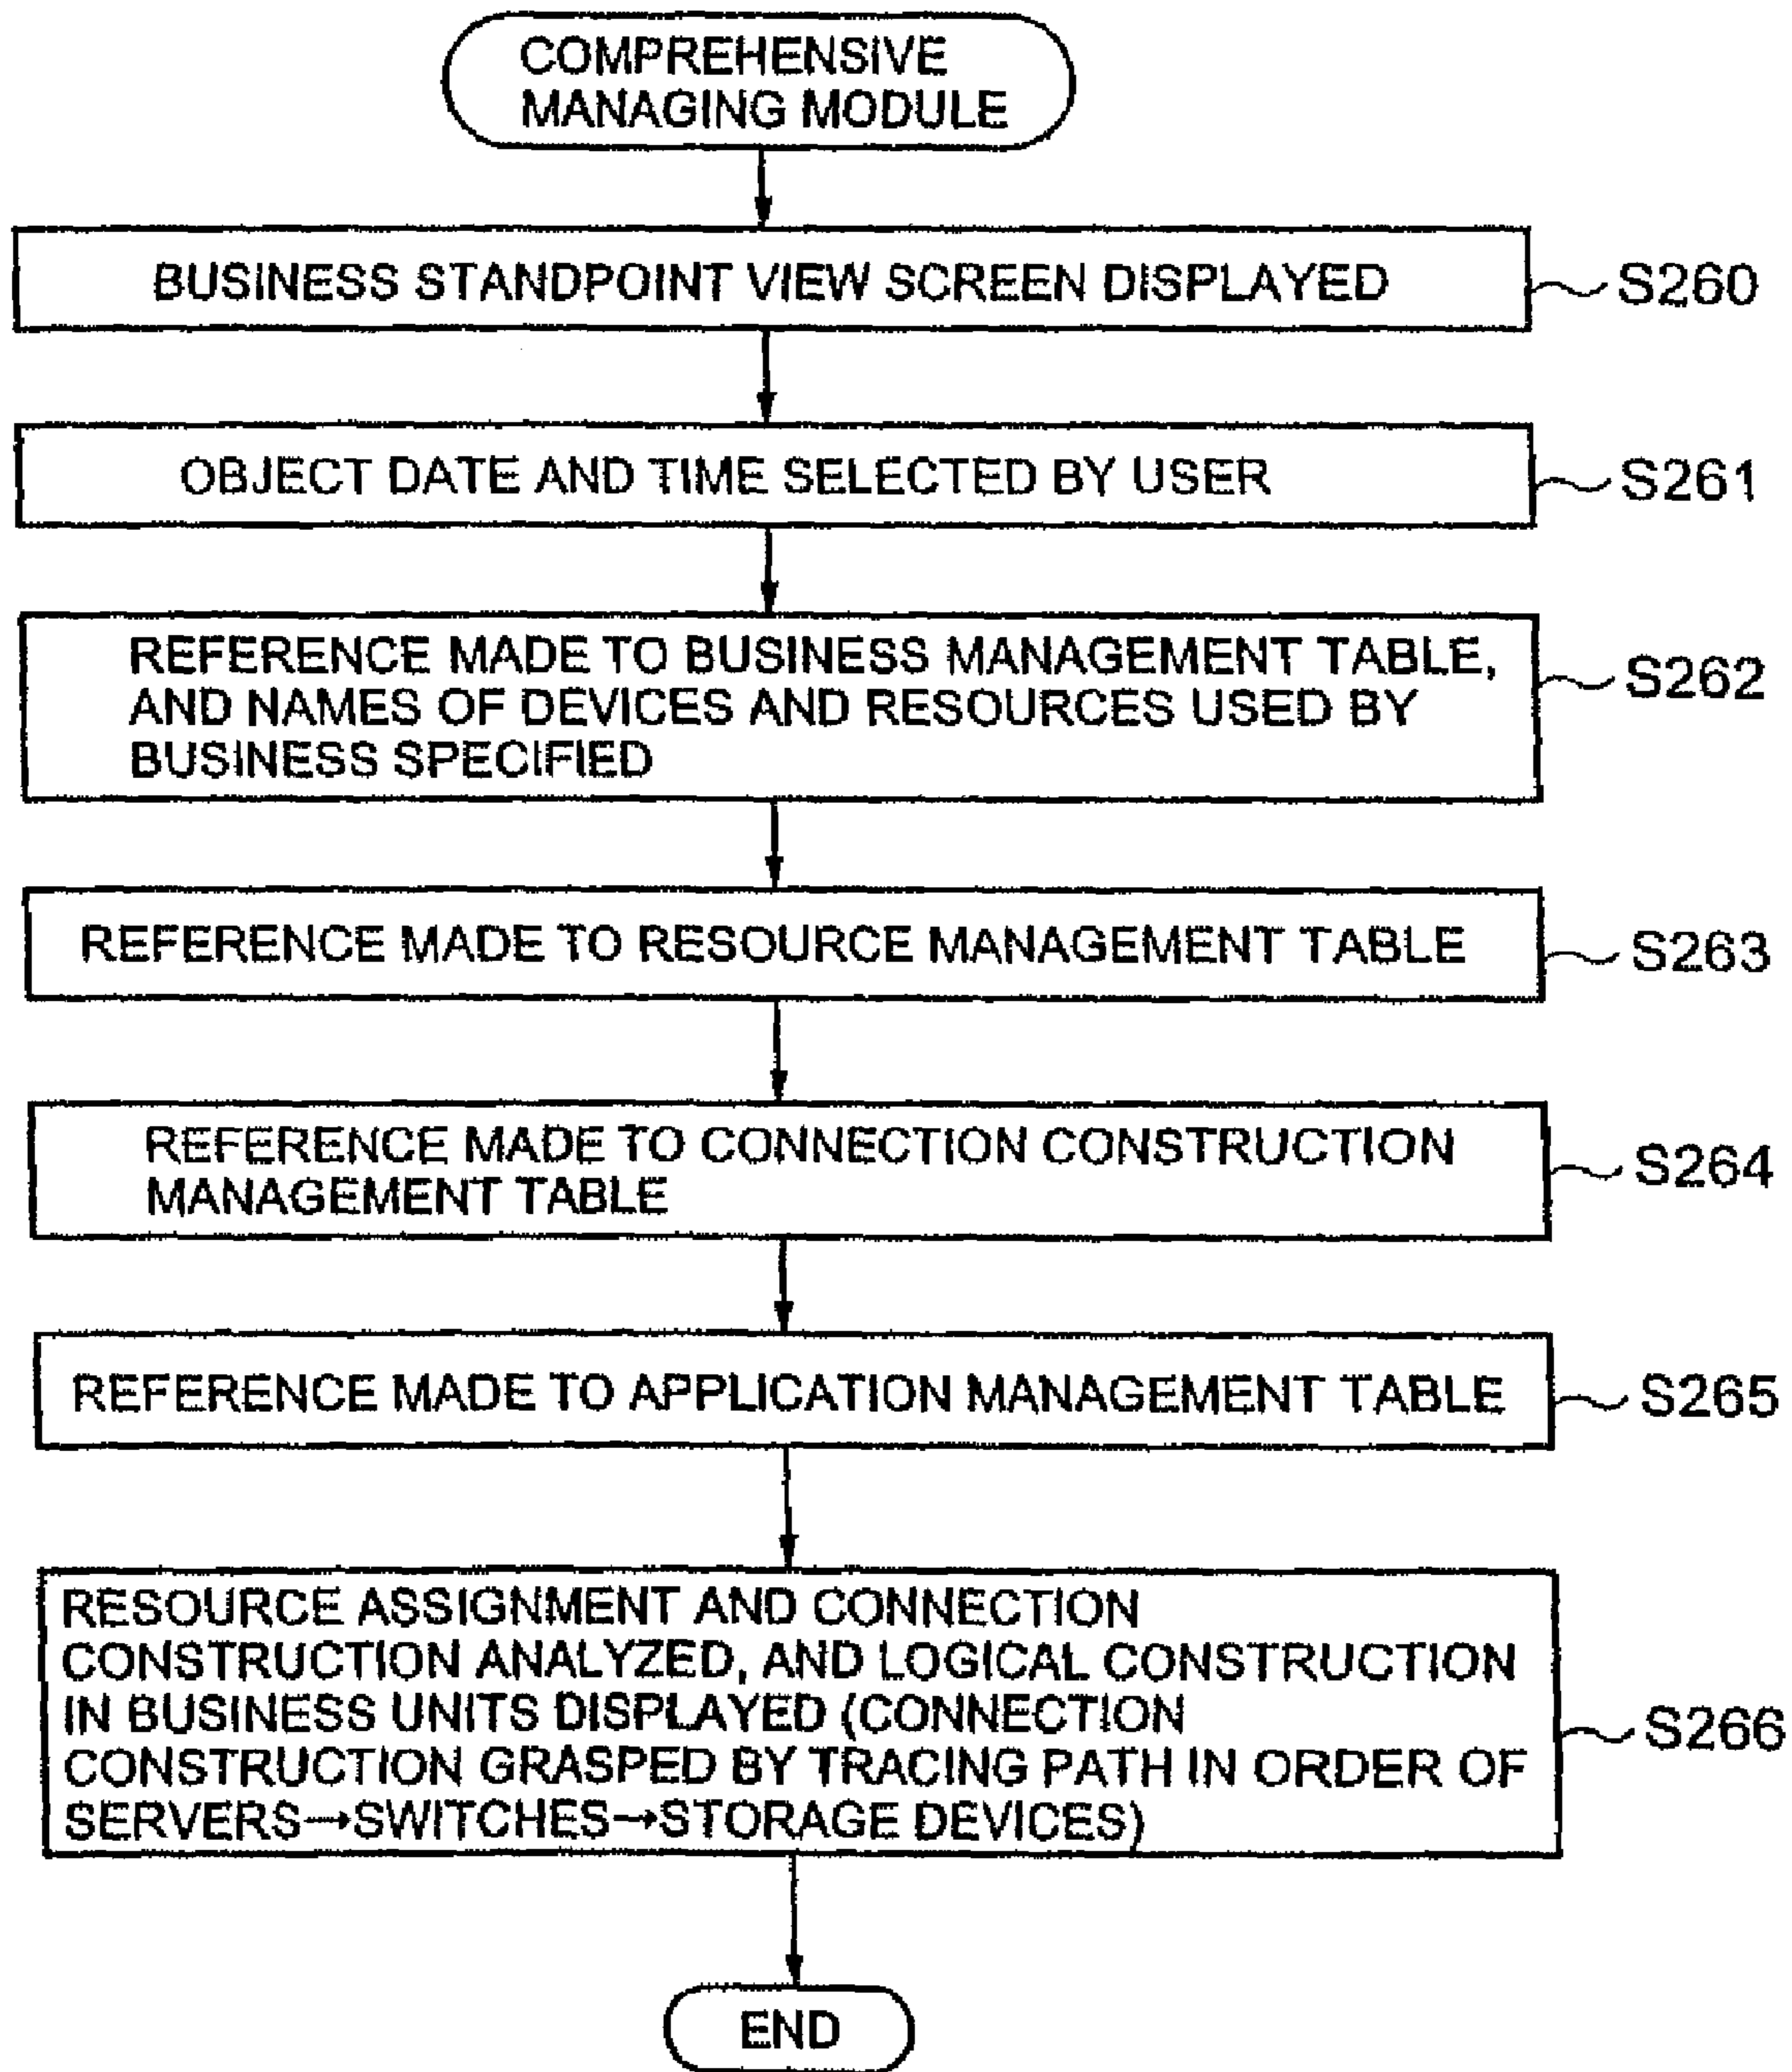 COMPREHENSIVE
MANAGING MODULE
BUSINESS STANDPOINT VIEW SCREEN DISPLAYED
S260
OBJECT DATE AND TIME SELECTED BY USER
S261
REFERENCE MADE TO BUSINESS MANAGEMENT TABLE,
AND NAMES OF DEVICES AND RESOURCES USED BY
BUSINESS SPECIFIED
S262
REFERENCE MADE TO RESOURCE MANAGEMENT TABLE
S263
REFERENCE MADE TO CONNECTION CONSTRUCTION
MANAGEMENT TABLE
S264
REFERENCE MADE TO APPLICATION MANAGEMENT TABLE
S265
RESOURCE ASSIGNMENT AND CONNECTION
CONSTRUCTION ANALYZED, AND LOGICAL CONSTRUCTION
IN BUSINESS UNITS DISPLAYED (CONNECTION
CONSTRUCTION GRASPED BY TRACING PATH IN ORDER OF
SERVERS→SWITCHES→STORAGE DEVICES)
S266
END